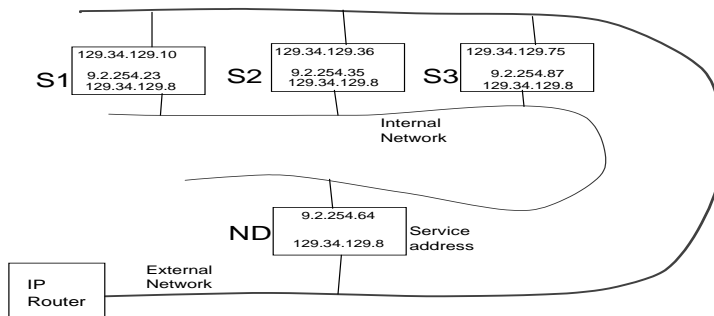 129.34.129.10
9.2.254.23
129.34.129.8
S1
129.34.129.36
9.2.254.35
129.34.129.8
S2
129.34.129.75
9.2.254.87
129.34.129.8
S3
Internal
Network
9.2.254.64
129.34.129.8
ND
Service
address
External
Network
IP
Router